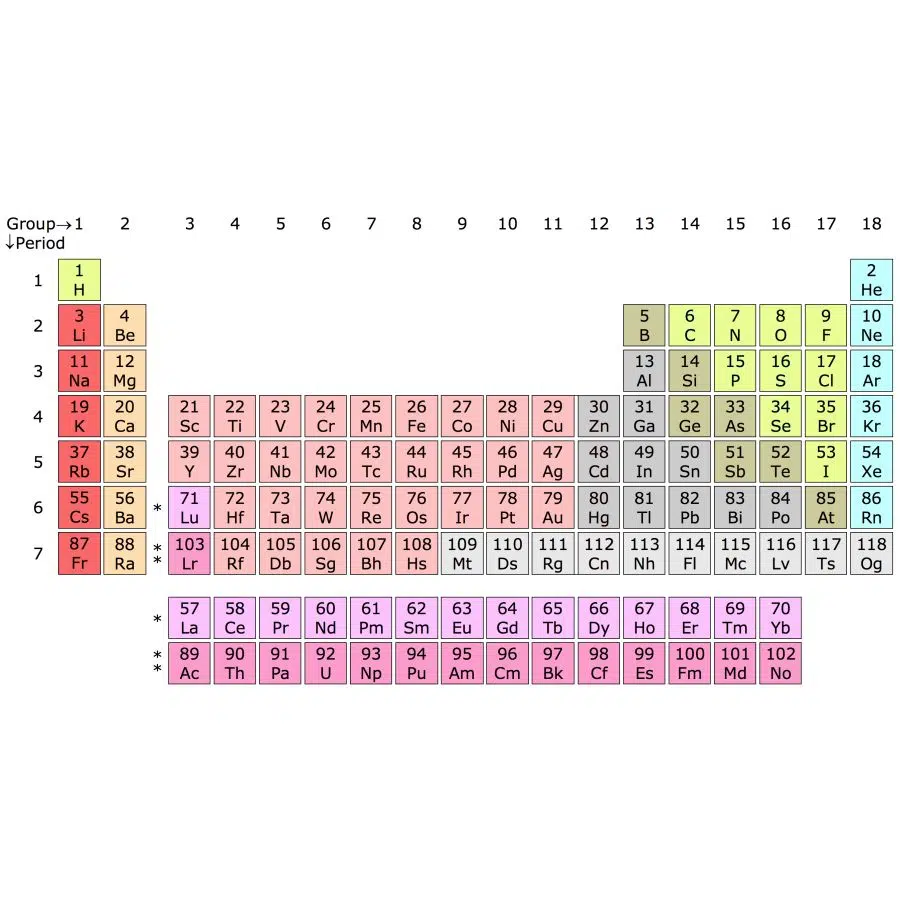 Group→ 1 2 3 4 5 6 7 8 9 10 11 12 13 14 15 16 17 18
↓Period
1 1 2
H He
2 3 4 5 6 7 8 9 10
Li Be B C N O F Ne
3 11 12 13 14 15 16 17 18
Na Mg Al Si P S Cl Ar
4 19 20 21 22 23 24 25 26 27 28 29 30 31 32 33 34 35 36
K Ca Sc Ti V Cr Mn Fe Co Ni Cu Zn Ga Ge As Se Br Kr
5 37 38 39 40 41 42 43 44 45 46 47 48 49 50 51 52 53 54
Rb Sr Y Zr Nb Mo Tc Ru Rh Pd Ag Cd In Sn Sb Te I Xe
6 55 56 * 71 72 73 74 75 76 77 78 79 80 81 82 83 84 85 86
Cs Ba Lu Hf Ta W Re Os Ir Pt Au Hg Tl Pb Bi Po At Rn
7 87 88 * 103 104 105 106 107 108 109 110 111 112 113 114 115 116 117 118
Fr Ra * Lr Rf Db Sg Bh Hs Mt Ds Rg Cn Nh Fl Mc Lv Ts Og
* 57 58 59 60 61 62 63 64 65 66 67 68 69 70
La Ce Pr Nd Pm Sm Eu Gd Tb Dy Ho Er Tm Yb
* 89 90 91 92 93 94 95 96 97 98 99 100 101 102
* Ac Th Pa U Np Pu Am Cm Bk Cf Es Fm Md No